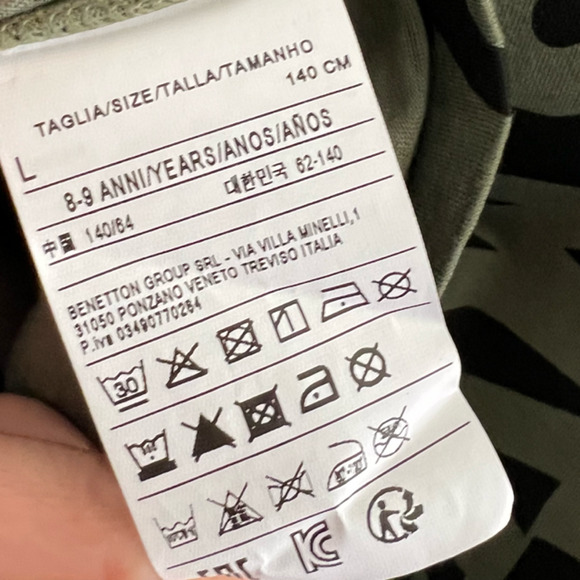 TAGLIA/SIZE/TALLA/TAMANHO
140 CM
L
8-9 ANNI/YEARS/ANOS/AÑOS
대한민국 62-140
中国 140/64
BENETTON GROUP SRL - VIA VILLA MINELLI,1
31050 PONZANO VENETO TREVISO ITALIA
P.iva 03490770264
30